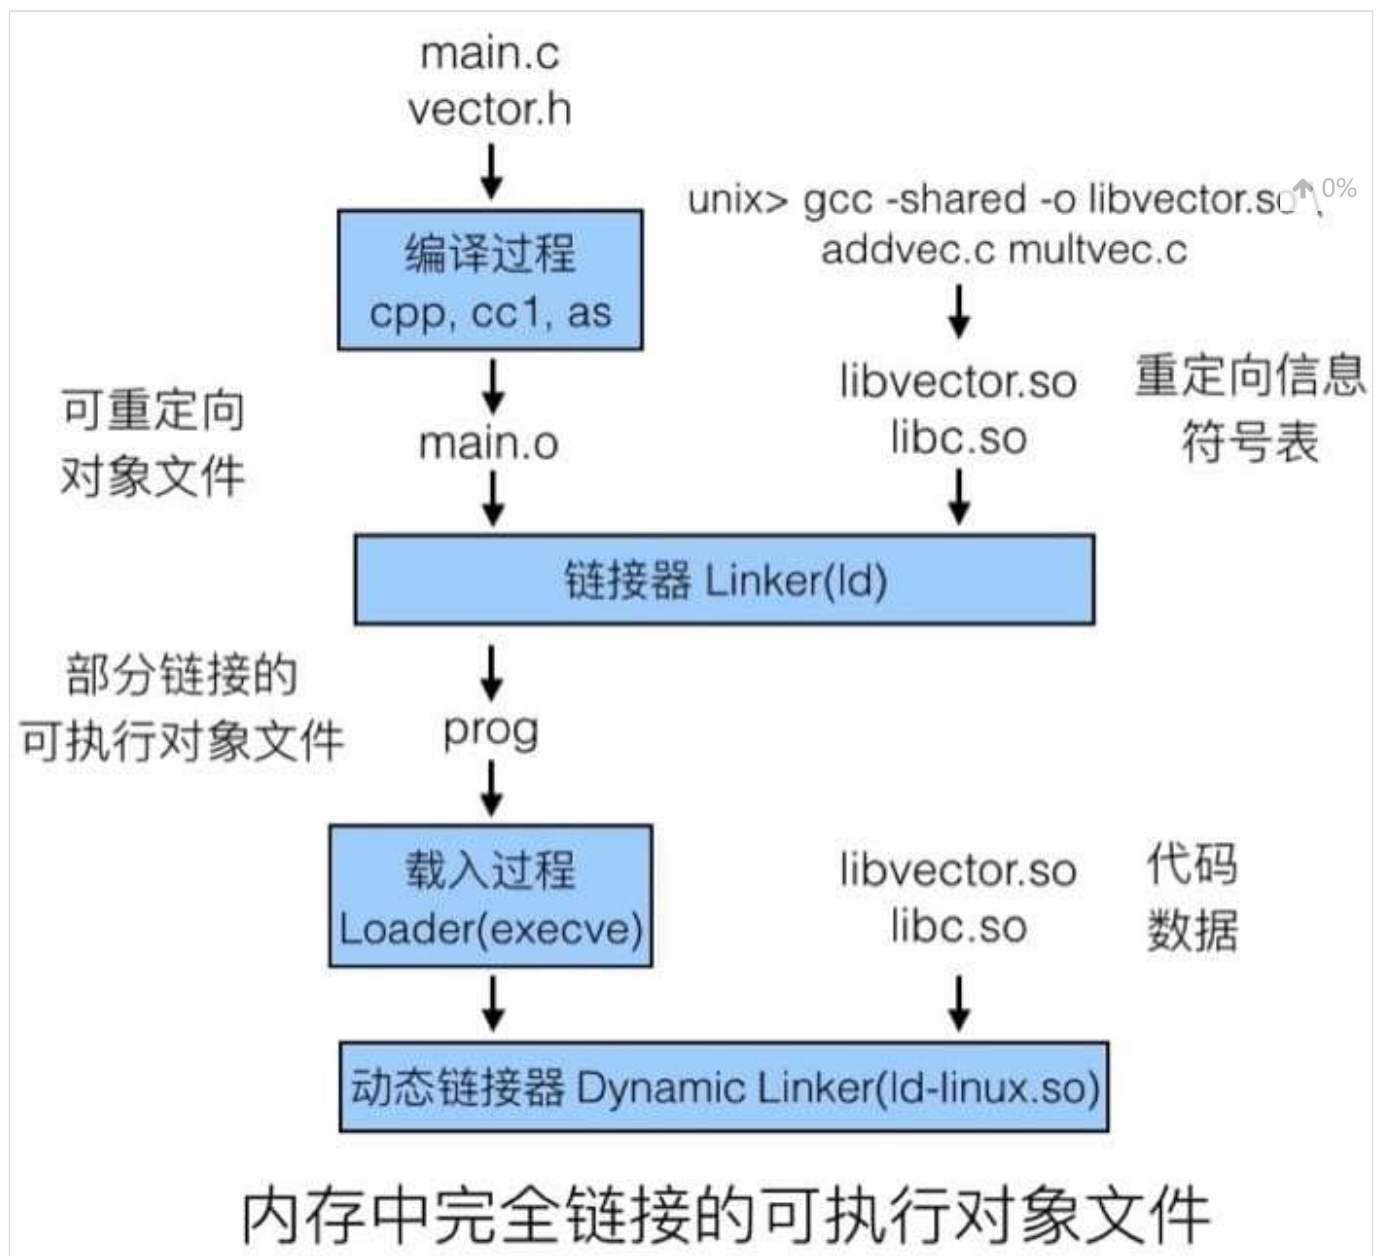 main.c
vector.h
unix> gcc -shared -o libvector.so \
addvec.c multvec.c
0%
编译过程
cpp, cc1, as
可重定向
对象文件
main.o
libvector.so
libc.so
重定向信息
符号表
链接器 Linker(ld)
部分链接的
可执行对象文件
prog
载入过程
Loader(execve)
libvector.so
libc.so
代码
数据
动态链接器 Dynamic Linker(ld-linux.so)
内存中完全链接的可执行对象文件